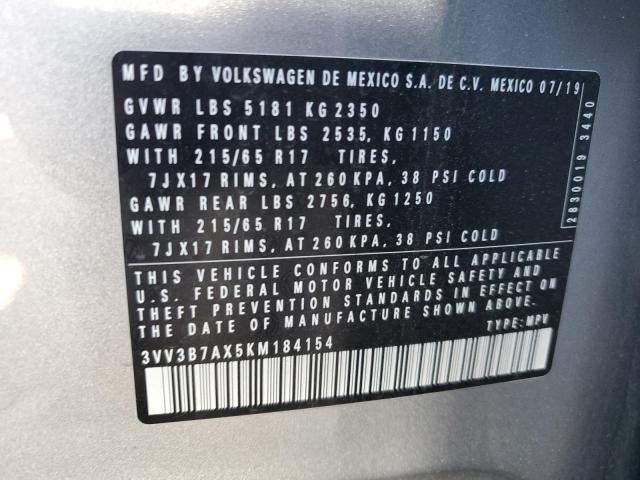 MFD BY VOLKSWAGEN DE MEXICO S.A. DE C.V. MEXICO 07/19
GVWR LBS 5181 KG 2350
GAWR FRONT LBS 2535, KG 1150
WITH 215/65 R17 TIRES,
7JX17 RIMS, AT 260 KPA, 38 PSI COLD
GAWR REAR LBS 2756, KG 1250
WITH 215/65 R17 TIRES,
7JX17 RIMS, AT 260 KPA, 38 PSI COLD
THIS VEHICLE CONFORMS TO ALL APPLICABLE
U.S. FEDERAL MOTOR VEHICLE SAFETY AND
THEFT PREVENTION STANDARDS IN EFFECT ON
THE DATE OF MANUFACTURE SHOWN ABOVE.
3VV3B7AX5KM184154
TYPE: MPV
2830019 3440